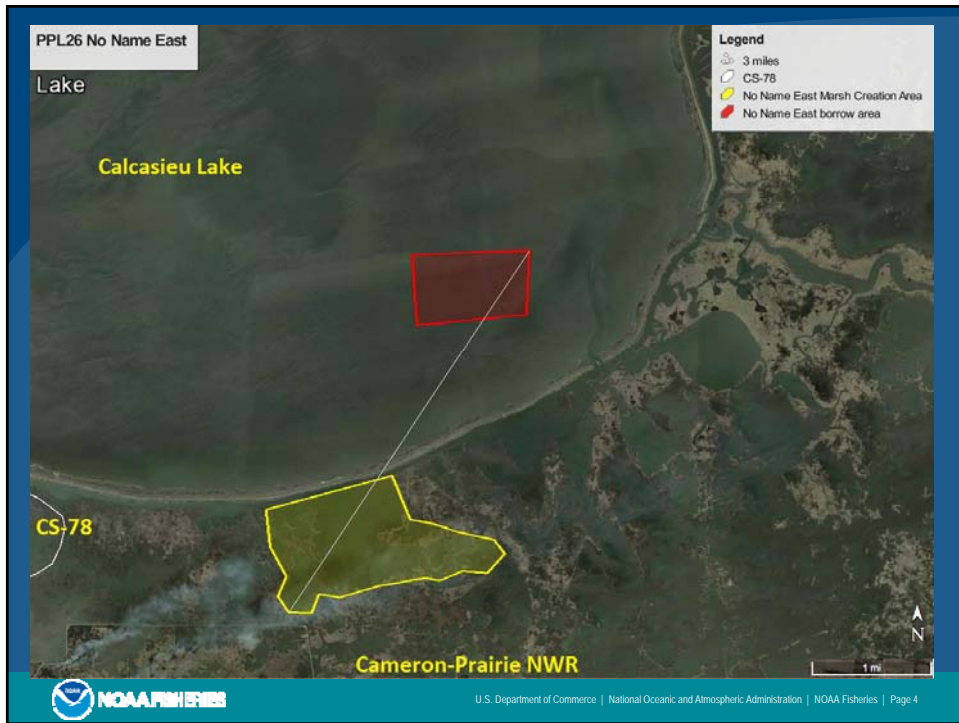 PPL26 No Name East
Lake
Legend
3 miles
CS-78
No Name East Marsh Creation Area
No Name East borrow area
Calcasieu Lake
CS-78
N
Cameron-Prairie NWR
1 mi
NOAA
NOAA FISHERIES
U.S. Department of Commerce | National Oceanic and Atmospheric Administration | NOAA Fisheries | Page 4